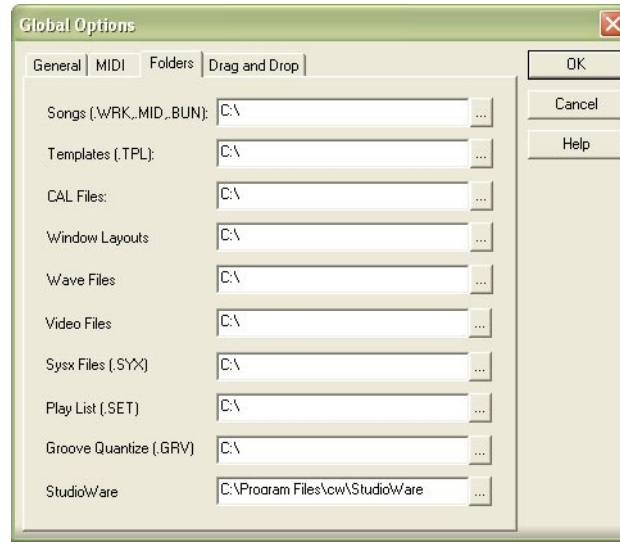 Global Options
General MIDI Folders Drag and Drop
OK
Cancel
Help
Songs (.WRK,.MID,.BUN): C:\ ...
Templates (.TPL): C:\ ...
CAL Files: C:\ ...
Window Layouts C:\ ...
Wave Files C:\ ...
Video Files C:\ ...
Sysx Files (.SYX) C:\ ...
Play List (.SET) C:\ ...
Groove Quantize (.GRV) C:\ ...
StudioWare C:\Program Files\cw\StudioWare ...